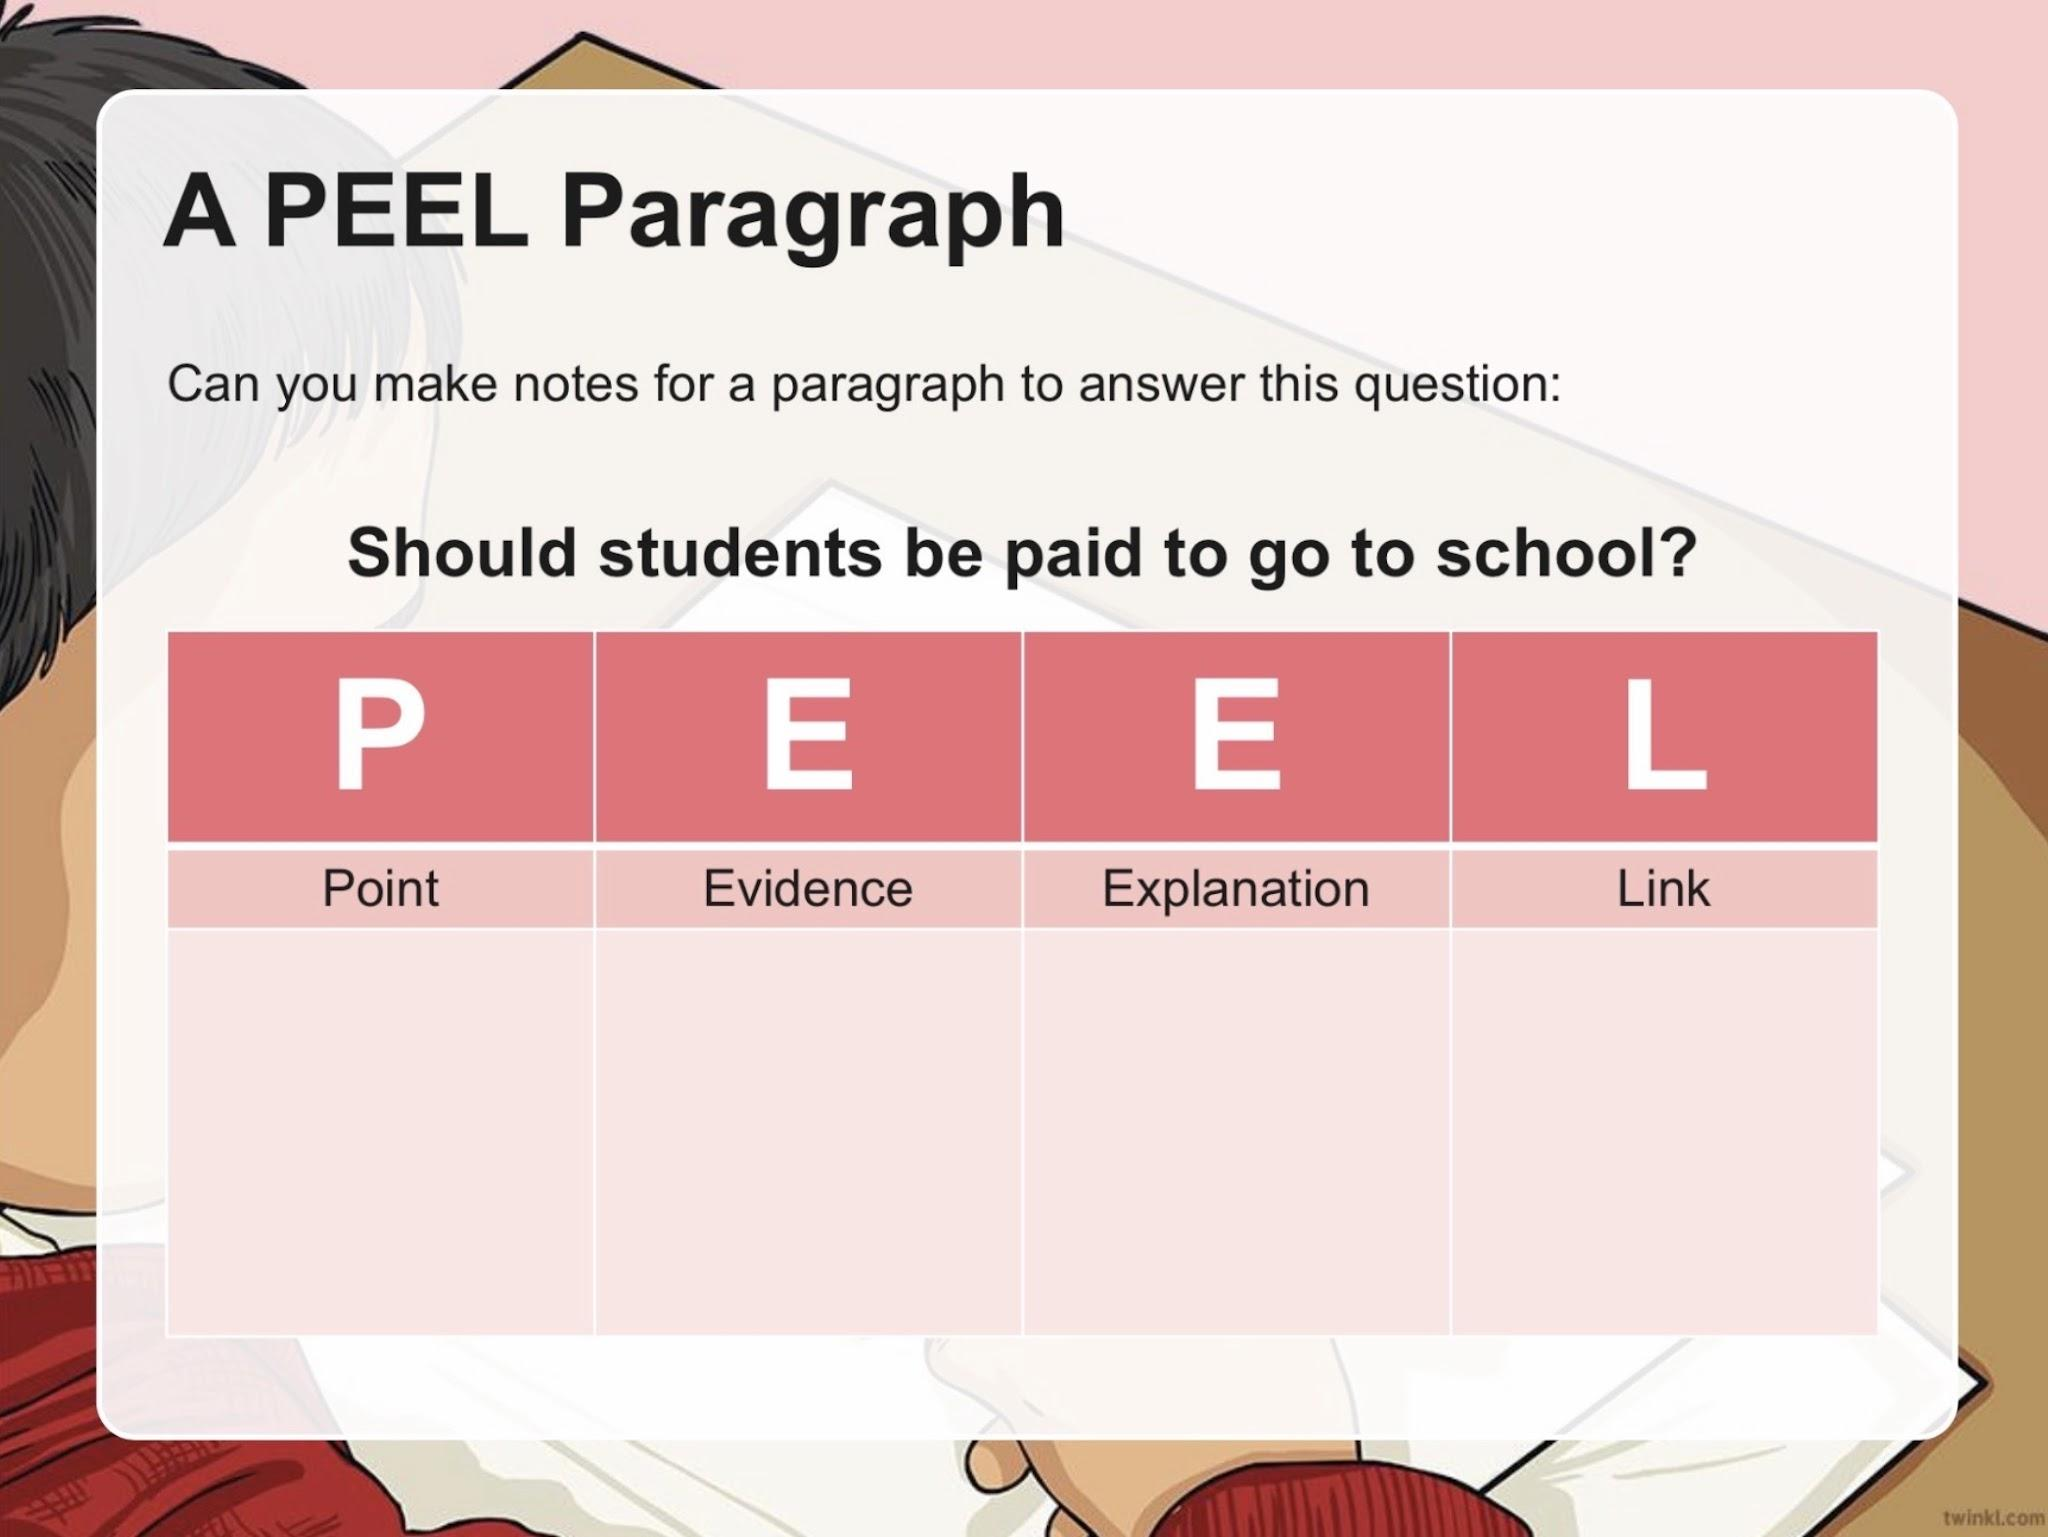 A PEEL Paragraph
Can you make notes for a paragraph to answer this question:
Should students be paid to go to school?
P E E L
Point Evidence Explanation Link
twinkl.com